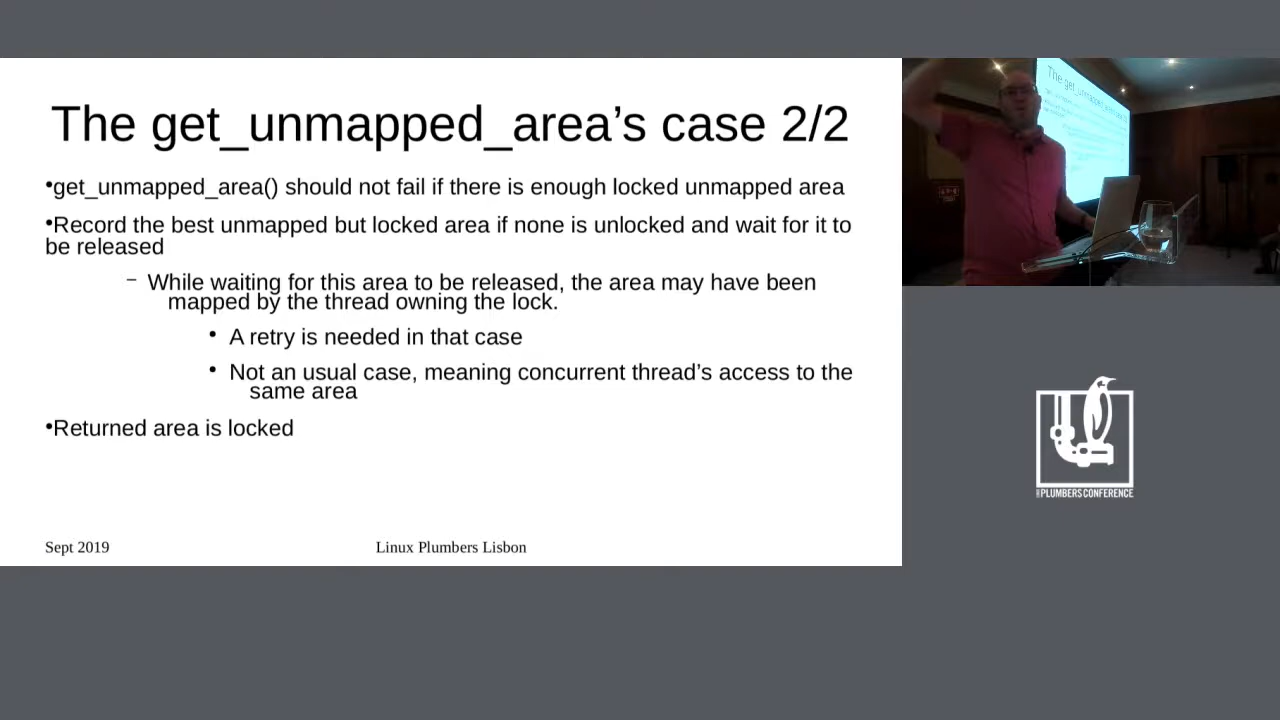 The get_unmapped_area’s case 2/2
•get_unmapped_area() should not fail if there is enough locked unmapped area
•Record the best unmapped but locked area if none is unlocked and wait for it to
be released
– While waiting for this area to be released, the area may have been
mapped by the thread owning the lock.
• A retry is needed in that case
• Not an usual case, meaning concurrent thread’s access to the
same area
•Returned area is locked
Sept 2019
Linux Plumbers Lisbon
The get_unmapped_area's case
PLUMBERS CONFERENCE